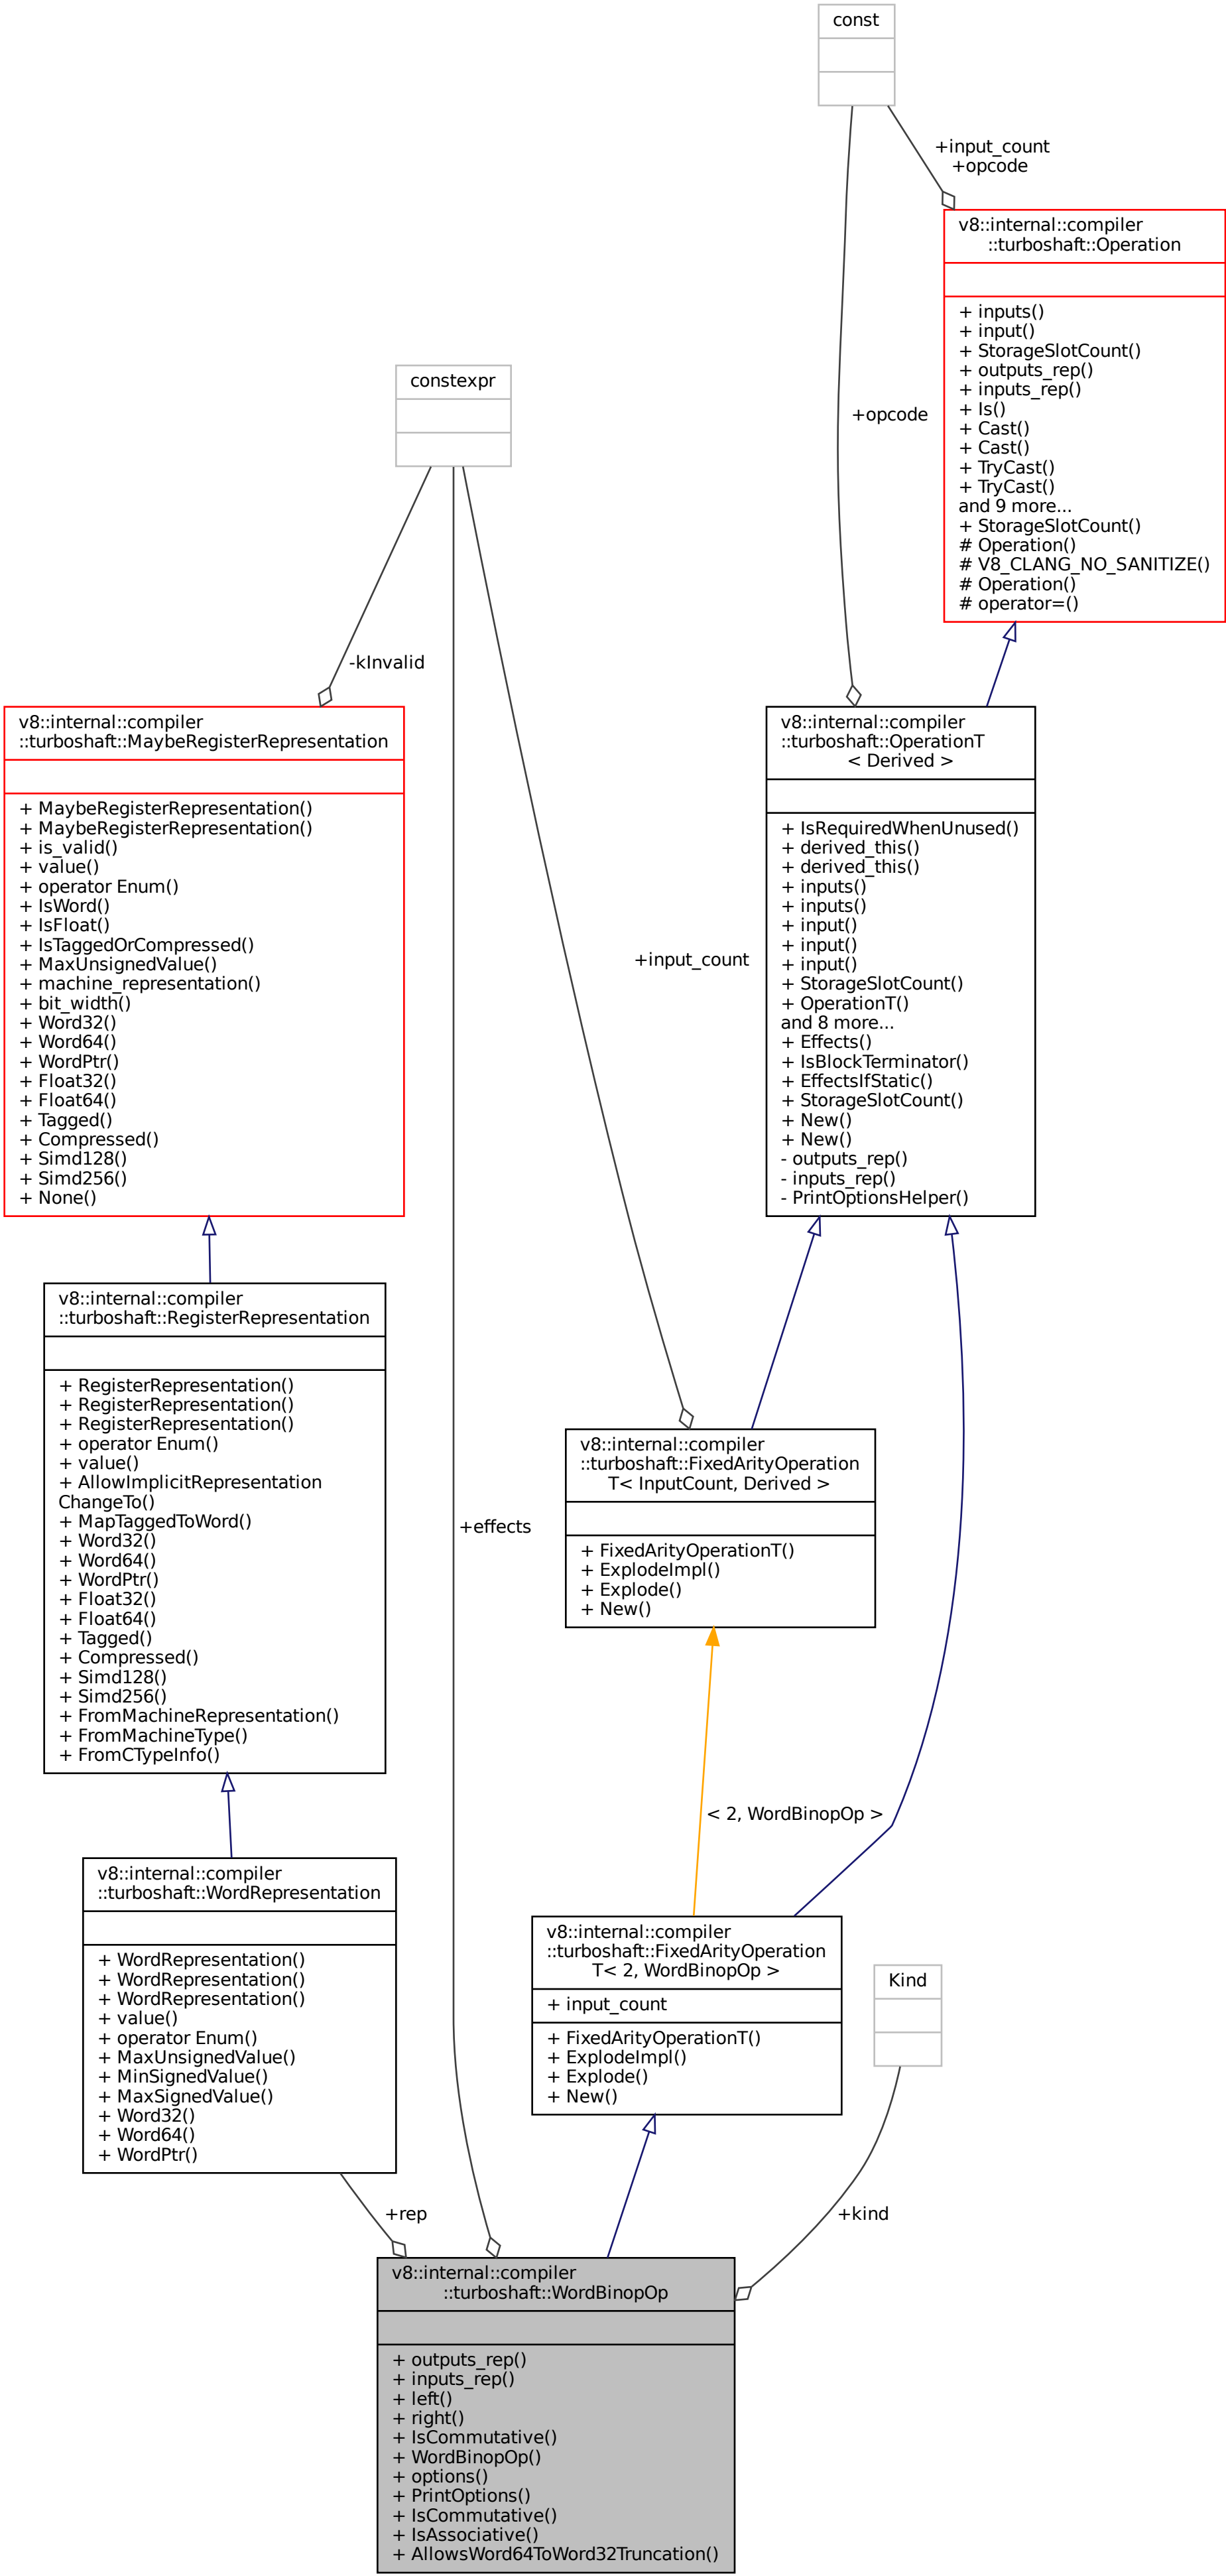 const
+input_count
+opcode
v8::internal::compiler
::turboshaft::Operation
+ inputs()
+ input()
+ StorageSlotCount()
+ outputs_rep()
+ inputs_rep()
+ Is()
+ Cast()
+ Cast()
+ TryCast()
+ TryCast()
and 9 more...
+ StorageSlotCount()
# Operation()
# V8_CLANG_NO_SANITIZE()
# Operation()
# operator=()
constexpr
+opcode
-kInvalid
v8::internal::compiler
::turboshaft::MaybeRegisterRepresentation
+ MaybeRegisterRepresentation()
+ MaybeRegisterRepresentation()
+ is_valid()
+ value()
+ operator Enum()
+ IsWord()
+ IsFloat()
+ IsTaggedOrCompressed()
+ MaxUnsignedValue()
+ machine_representation()
+ bit_width()
+ Word32()
+ Word64()
+ WordPtr()
+ Float32()
+ Float64()
+ Tagged()
+ Compressed()
+ Simd128()
+ Simd256()
+ None()
v8::internal::compiler
::turboshaft::OperationT
< Derived >
+ IsRequiredWhenUnused()
+ derived_this()
+ derived_this()
+ inputs()
+ inputs()
+ input()
+ input()
+ input()
+ StorageSlotCount()
+ OperationT()
and 8 more...
+ Effects()
+ IsBlockTerminator()
+ EffectsIfStatic()
+ StorageSlotCount()
+ New()
+ New()
- outputs_rep()
- inputs_rep()
- PrintOptionsHelper()
+input_count
v8::internal::compiler
::turboshaft::RegisterRepresentation
+ RegisterRepresentation()
+ RegisterRepresentation()
+ RegisterRepresentation()
+ operator Enum()
+ value()
+ AllowImplicitRepresentation
ChangeTo()
+ MapTaggedToWord()
+ Word32()
+ Word64()
+ WordPtr()
+ Float32()
+ Float64()
+ Tagged()
+ Compressed()
+ Simd128()
+ Simd256()
+ FromMachineRepresentation()
+ FromMachineType()
+ FromCTypeInfo()
v8::internal::compiler
::turboshaft::FixedArityOperation
T< InputCount, Derived >
+ FixedArityOperationT()
+ ExplodeImpl()
+ Explode()
+ New()
+effects
< 2, WordBinopOp >
v8::internal::compiler
::turboshaft::WordRepresentation
+ WordRepresentation()
+ WordRepresentation()
+ WordRepresentation()
+ value()
+ operator Enum()
+ MaxUnsignedValue()
+ MinSignedValue()
+ MaxSignedValue()
+ Word32()
+ Word64()
+ WordPtr()
v8::internal::compiler
::turboshaft::FixedArityOperation
T< 2, WordBinopOp >
+ input_count
+ FixedArityOperationT()
+ ExplodeImpl()
+ Explode()
+ New()
Kind
+rep
+kind
v8::internal::compiler
::turboshaft::WordBinopOp
+ outputs_rep()
+ inputs_rep()
+ left()
+ right()
+ IsCommutative()
+ WordBinopOp()
+ options()
+ PrintOptions()
+ IsCommutative()
+ IsAssociative()
+ AllowsWord64ToWord32Truncation()